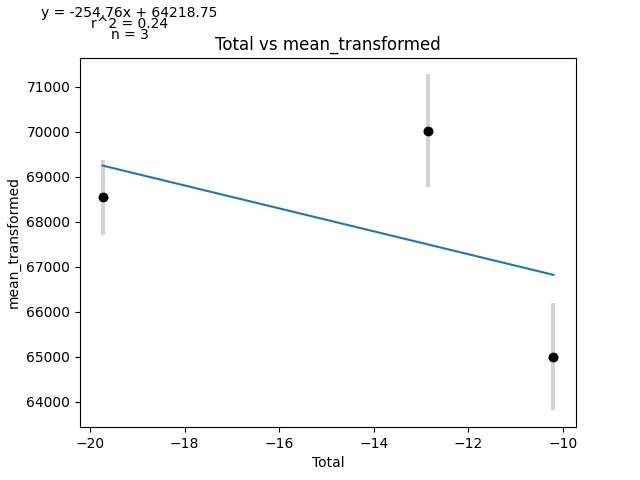 y = -254.76x + 64218.75
r^2 = 0.24
n = 3
Total vs mean_transformed
71000
70000
69000
68000
67000
66000
65000
64000
mean_transformed
−20
−18
−16
−14
−12
−10
Total